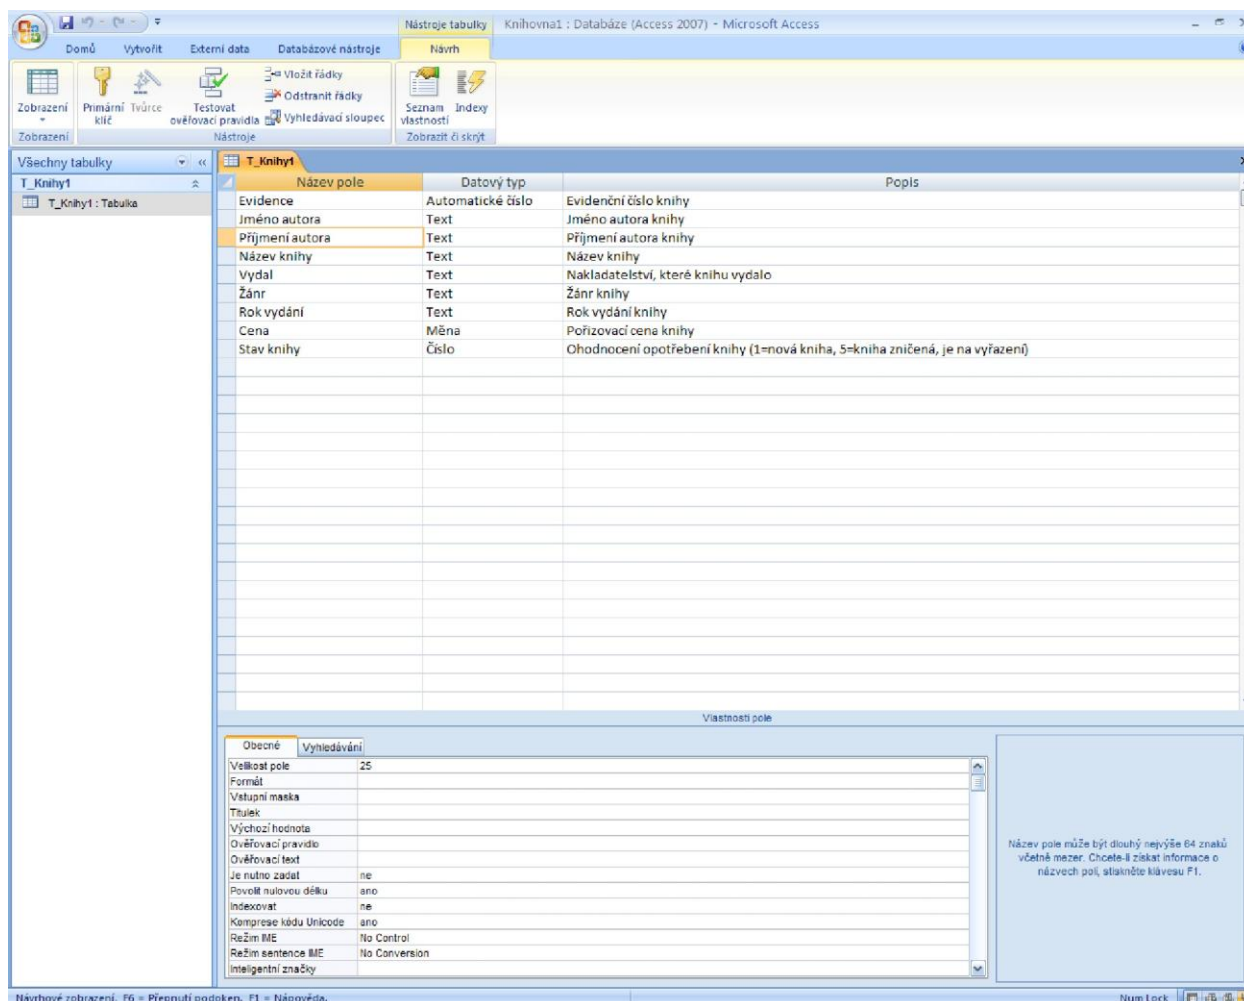 Nástroje tabulky Knihovna1 : Databáze (Access 2007) - Microsoft Access
Domů Vytvořit Externí data Databázové nástroje Návrh
Zobrazení
Primární klíč
Tvůrce
Testovat ověřovací pravidla
Vložit řádky
Odstranit řádky
Vyhledávací sloupec
Seznam vlastností
Indexy
Zobrazení Nástroje Zobrazit či skrýt
Všechny tabulky
T_Knihy1
T_Knihy1 : Tabulka
T_Knihy1
Název pole Datový typ Popis
Evidence Automatické číslo Evidenční číslo knihy
Jméno autora Text Jméno autora knihy
Příjmení autora Text Příjmení autora knihy
Název knihy Text Název knihy
Vydal Text Nakladatelství, které knihu vydalo
Žánr Text Žánr knihy
Rok vydání Text Rok vydání knihy
Cena Měna Pořizovací cena knihy
Stav knihy Číslo Ohodnocení opotřebení knihy (1=nová kniha, 5=kniha zničená, je na vyřazení)
Vlastnosti pole
Obecné Vyhledávání
Velikost pole 25
Formát
Vstupní maska
Titulek
Výchozí hodnota
Ověřovací pravidlo
Ověřovací text
Je nutno zadat ne
Povolit nulovou délku ano
Indexovat ne
Komprese kódu Unicode ano
Režim IME No Control
Režim sentence IME No Conversion
Inteligentní značky
Název pole může být dlouhý nejvýše 64 znaků
včetně mezer. Chcete-li získat informace o
názvech polí, stiskněte klávesu F1.
Návrhové zobrazení. F6 = Přepnutí podoken. F1 = Nápověda. Num Lock